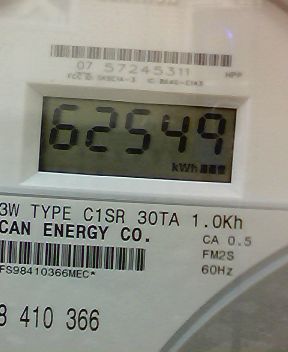 07 57245311 HPP
62549
kWh
3W TYPE C1SR 30TA 1.0Kh
CAN ENERGY CO.
CA 0.5
FM2S
FS98410366MEC*
60Hz
8 410 366